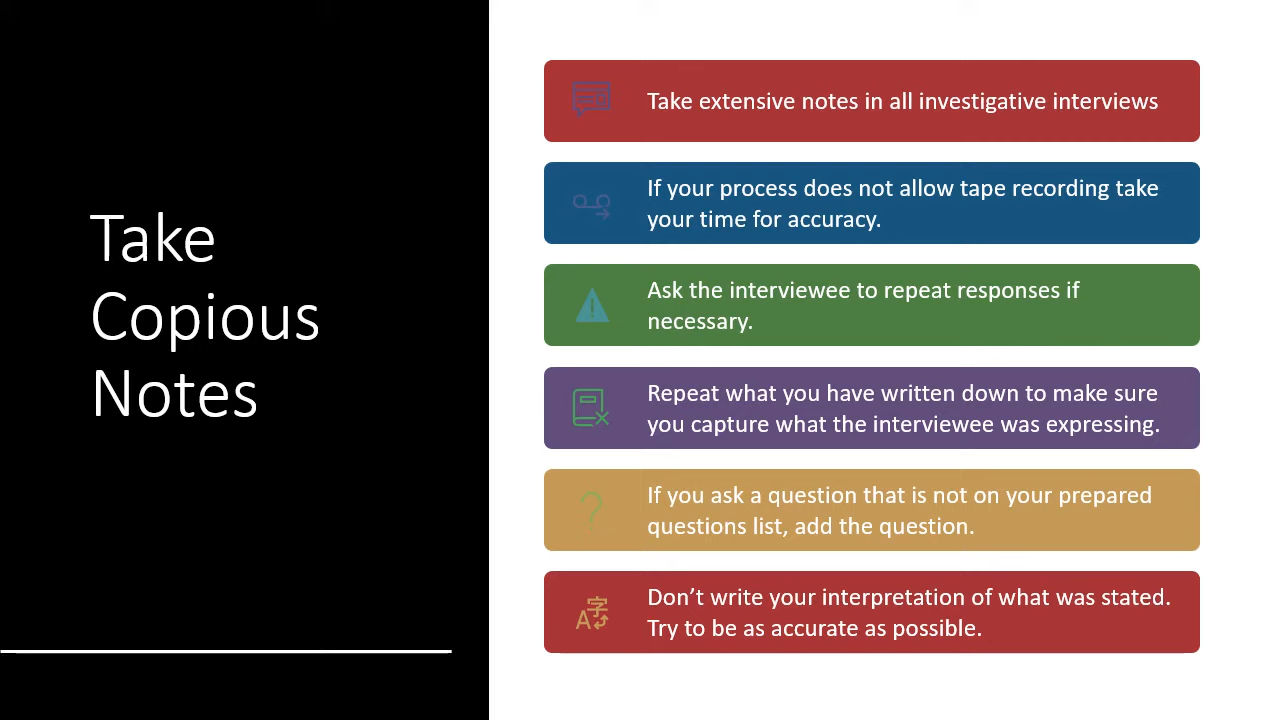 Take
Copious
Notes
Take extensive notes in all investigative interviews
If your process does not allow tape recording take
your time for accuracy.
Ask the interviewee to repeat responses if
necessary.
Repeat what you have written down to make sure
you capture what the interviewee was expressing.
If you ask a question that is not on your prepared
questions list, add the question.
Don’t write your interpretation of what was stated.
Try to be as accurate as possible.